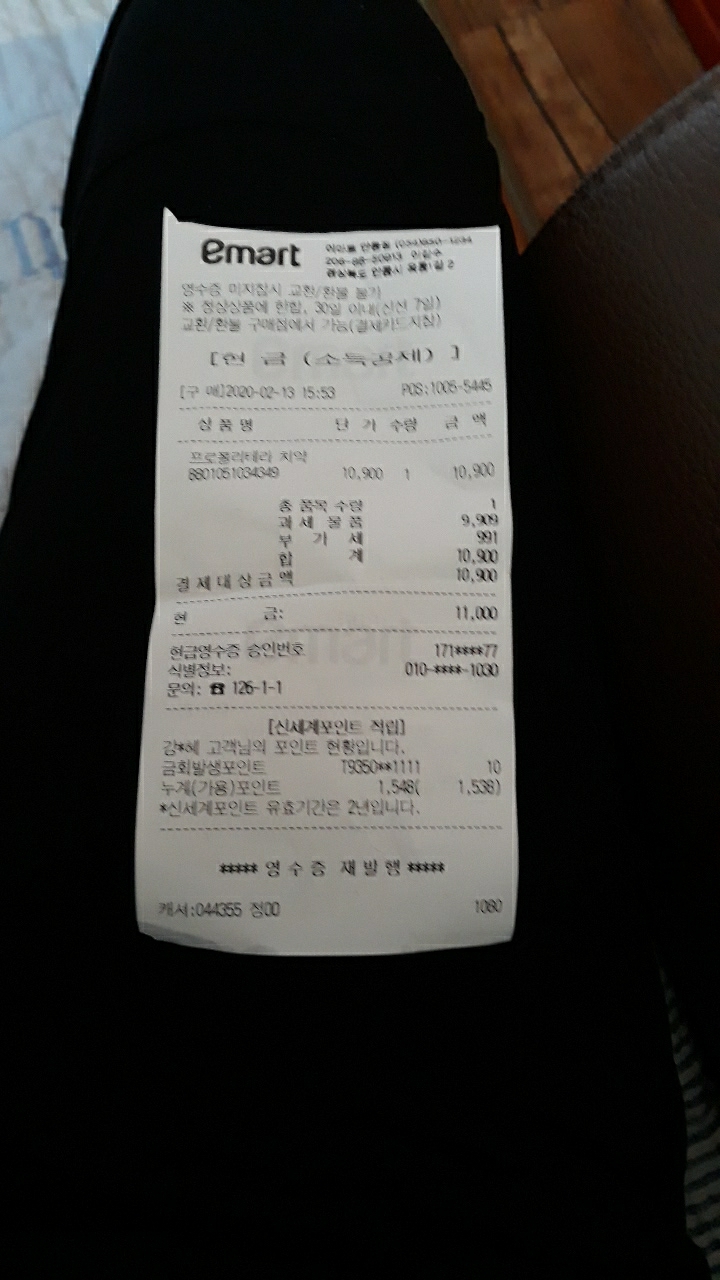 emart
이마트 안동점 (054)850-1234
206-86-50913 이갑수
경상북도 안동시 옥동1길 2
영수증 미지참시 교환/환불 불가
※ 정상상품에 한함, 30일 이내(신선 7일)
교환/환불 구매점에서 가능(결제카드지참)
[현 금 (소득공제) ]
[구 매]2020-02-13 15:53 POS:1005-5445
상 품 명 단 가 수량 금 액
프로폴리테라 치약
8801051034349 10,900 1 10,900
총 품목 수량 1
과 세 물 품 9,909
부 가 세 991
합 계 10,900
결 제 대 상 금 액 10,900
현 금: 11,000
현금영수증 승인번호 171****77
식별정보: 010-****-1030
문의: ☎ 126-1-1
[신세계포인트 적립]
강*혜 고객님의 포인트 현황입니다.
금회발생포인트 T9350**1111 10
누계(가용)포인트 1,548( 1,538)
*신세계포인트 유효기간은 2년입니다.
***** 영 수 증 재 발 행 *****
캐셔:044355 정00 1080